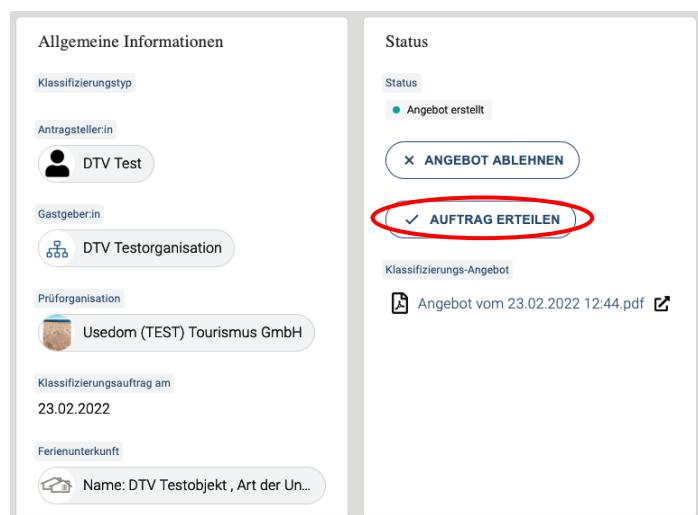 Allgemeine Informationen
Klassifizierungstyp
Antragsteller:in
DTV Test
Gastgeber:in
DTV Testorganisation
Prüforganisation
Usedom (TEST) Tourismus GmbH
Klassifizierungsauftrag am
23.02.2022
Ferienunterkunft
Name: DTV Testobjekt , Art der Un...
Status
Status
Angebot erstellt
ANGEBOT ABLEHNEN
AUFTRAG ERTEILEN
Klassifizierungs-Angebot
Angebot vom 23.02.2022 12:44.pdf